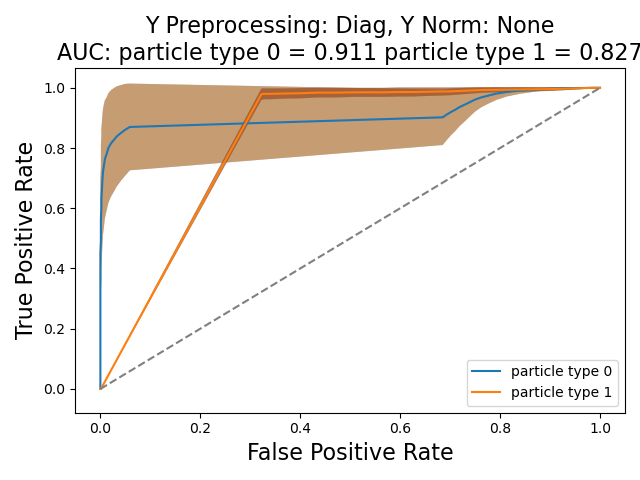 Y Preprocessing: Diag, Y Norm: None
AUC: particle type 0 = 0.911 particle type 1 = 0.827
True Positive Rate
1.0
0.8
0.6
0.4
0.2
0.0
particle type 0
particle type 1
0.0 0.2 0.4 0.6 0.8 1.0
False Positive Rate